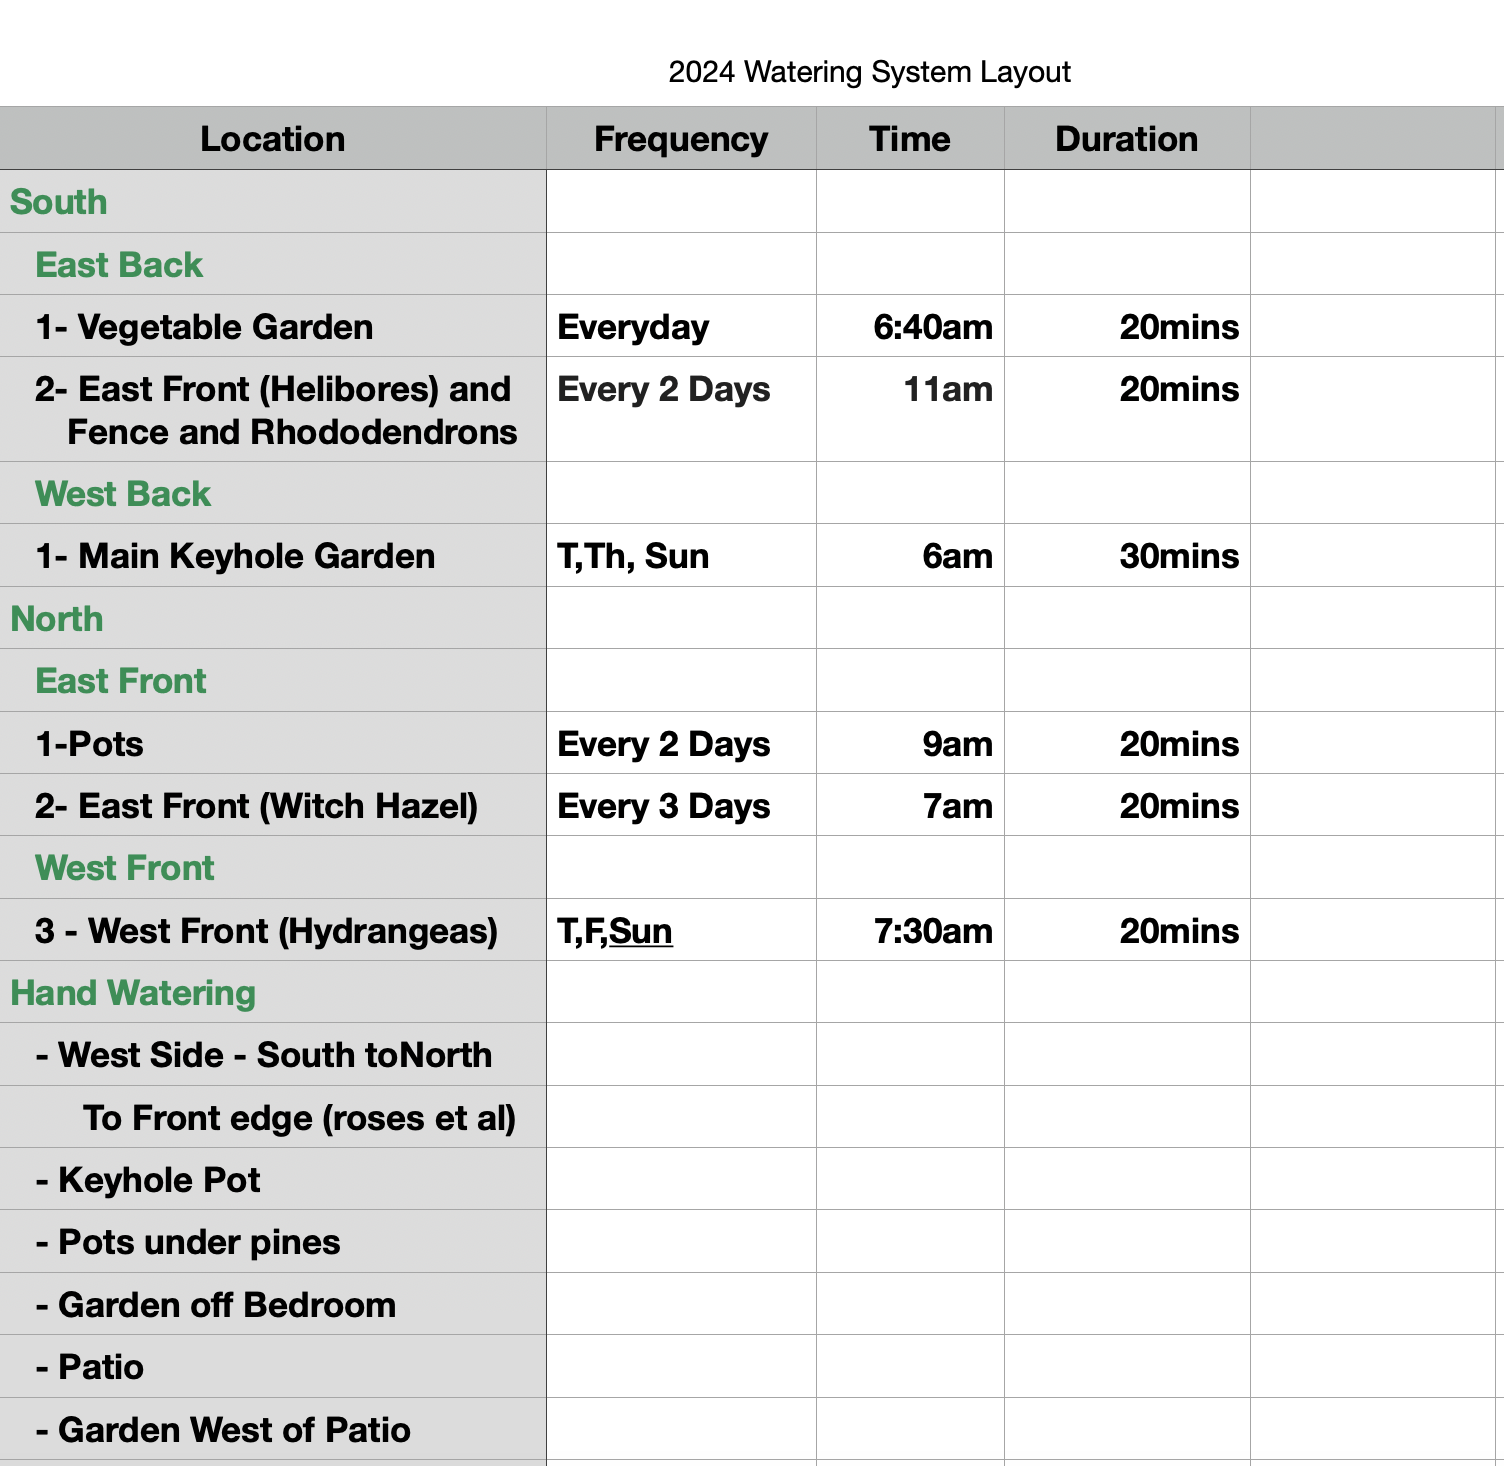 2024 Watering System Layout
Location Frequency Time Duration
South
East Back
1- Vegetable Garden Everyday 6:40am 20mins
2- East Front (Helibores) and Every 2 Days 11am 20mins
Fence and Rhododendrons
West Back
1- Main Keyhole Garden T,Th, Sun 6am 30mins
North
East Front
1-Pots Every 2 Days 9am 20mins
2- East Front (Witch Hazel) Every 3 Days 7am 20mins
West Front
3 - West Front (Hydrangeas) T,F,Sun 7:30am 20mins
Hand Watering
- West Side - South toNorth
To Front edge (roses et al)
- Keyhole Pot
- Pots under pines
- Garden off Bedroom
- Patio
- Garden West of Patio